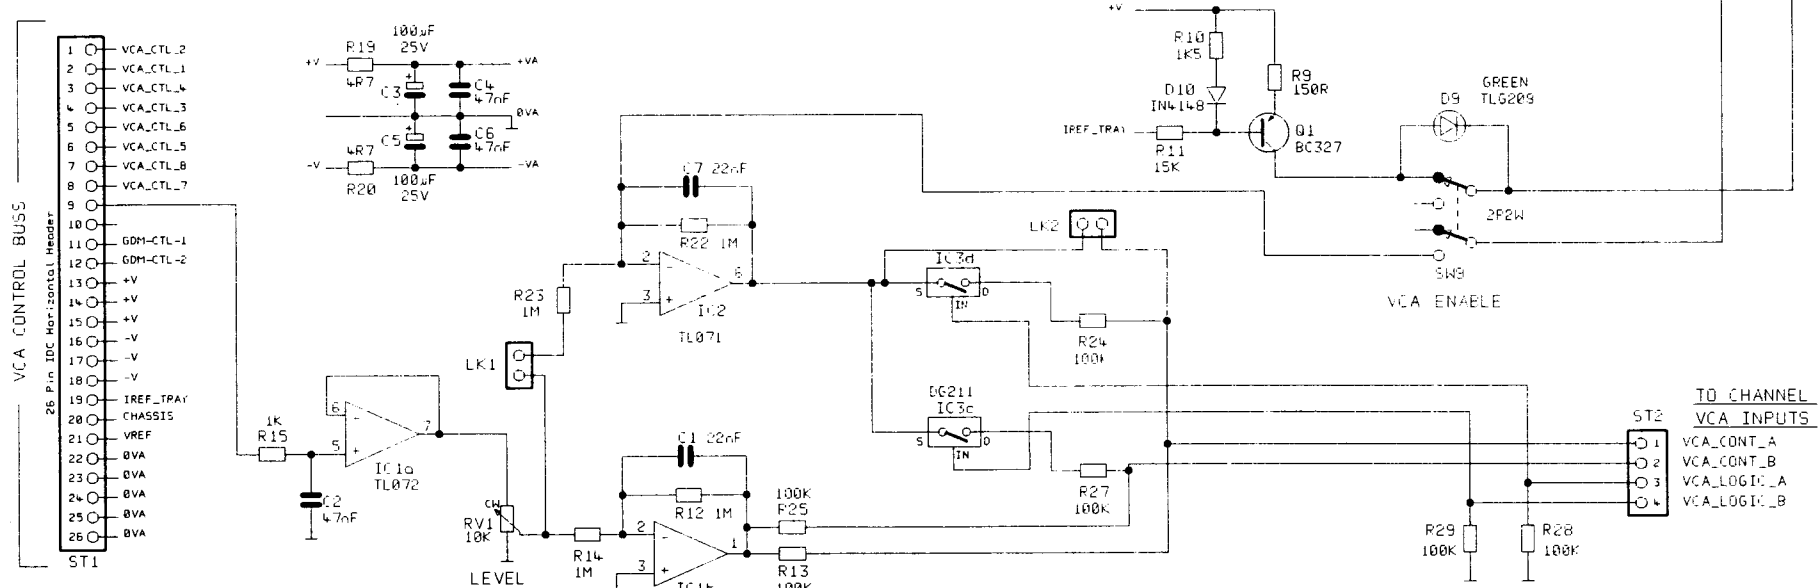 VCA CONTROL BUSS
26 Pin IDC Horizontal Header
1 VCA_CTL_2
2 VCA_CTL_1
3 VCA_CTL_4
4 VCA_CTL_3
5 VCA_CTL_6
6 VCA_CTL_5
7 VCA_CTL_8
8 VCA_CTL_7
9
10
11 GDM-CTL-1
12 GDM-CTL-2
13 +V
14 +V
15 +V
16 -V
17 -V
18 -V
19 IREF_TRAY
20 CHASSIS
21 VREF
22 0VA
23 0VA
24 0VA
25 0VA
26 0VA
ST1
100µF
25V
R19
+V
4R7
+
C3
C4
47nF
+VA
0VA
+
C5
C6
47nF
4R7
-V
R20
100µF
25V
-VA
1K
R15
C2
47nF
6
-
5
+
7
IC1a
TL072
CW
RV1
10K
LEVEL
LK1
R23
1M
C7 22nF
R22 1M
2
-
3
+
6
IC2
TL071
R14
1M
C1 22nF
R12 1M
2
-
3
+
1
100K
R25
R13
100K
LK2
IC3d
S
D
IN
R24
100K
DG211
IC3c
S
D
IN
R27
100K
+V
R10
1K5
D10
IN4148
IREF_TRAY
R11
15K
R9
150R
Q1
BC327
GREEN
TLG209
D9
2P2W
SW9
VCA ENABLE
R29
100K
R28
100K
TO CHANNEL
VCA INPUTS
ST2
1 VCA_CONT_A
2 VCA_CONT_B
3 VCA_LOGIC_A
4 VCA_LOGIC_B